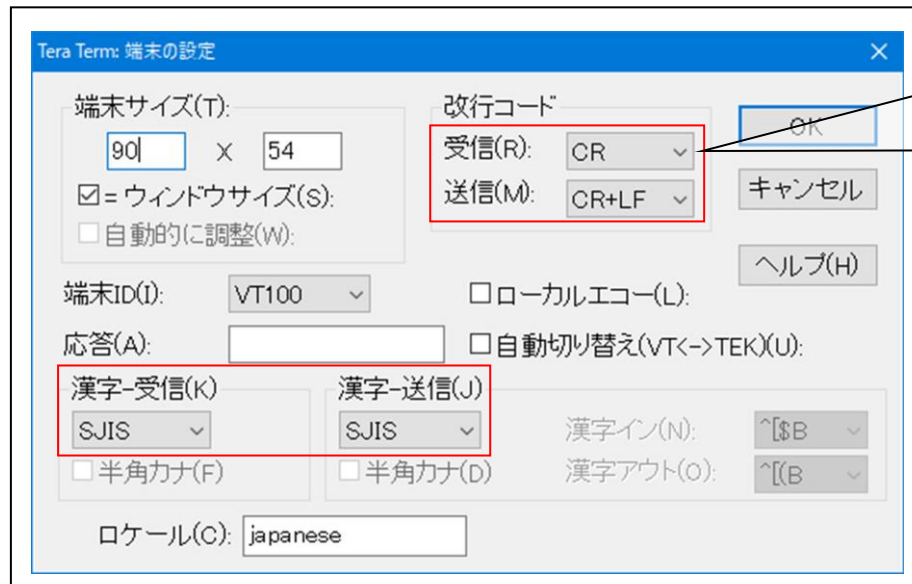 Tera Term: 端末の設定
端末サイズ(T):
90 X 54
=ウィンドウサイズ(S):
自動的に調整(W):
改行コード
受信(R): CR
送信(M): CR+LF
OK
キャンセル
ヘルプ(H)
端末ID(I): VT100
ローカルエコー(L):
応答(A):
自動切り替え(VT<->TEK)(U):
漢字-受信(K)
SJIS
半角カナ(F)
漢字-送信(J)
SJIS
半角カナ(D)
漢字イン(N): ^[$B
漢字アウト(O): ^[(B
ロケール(C): japanese